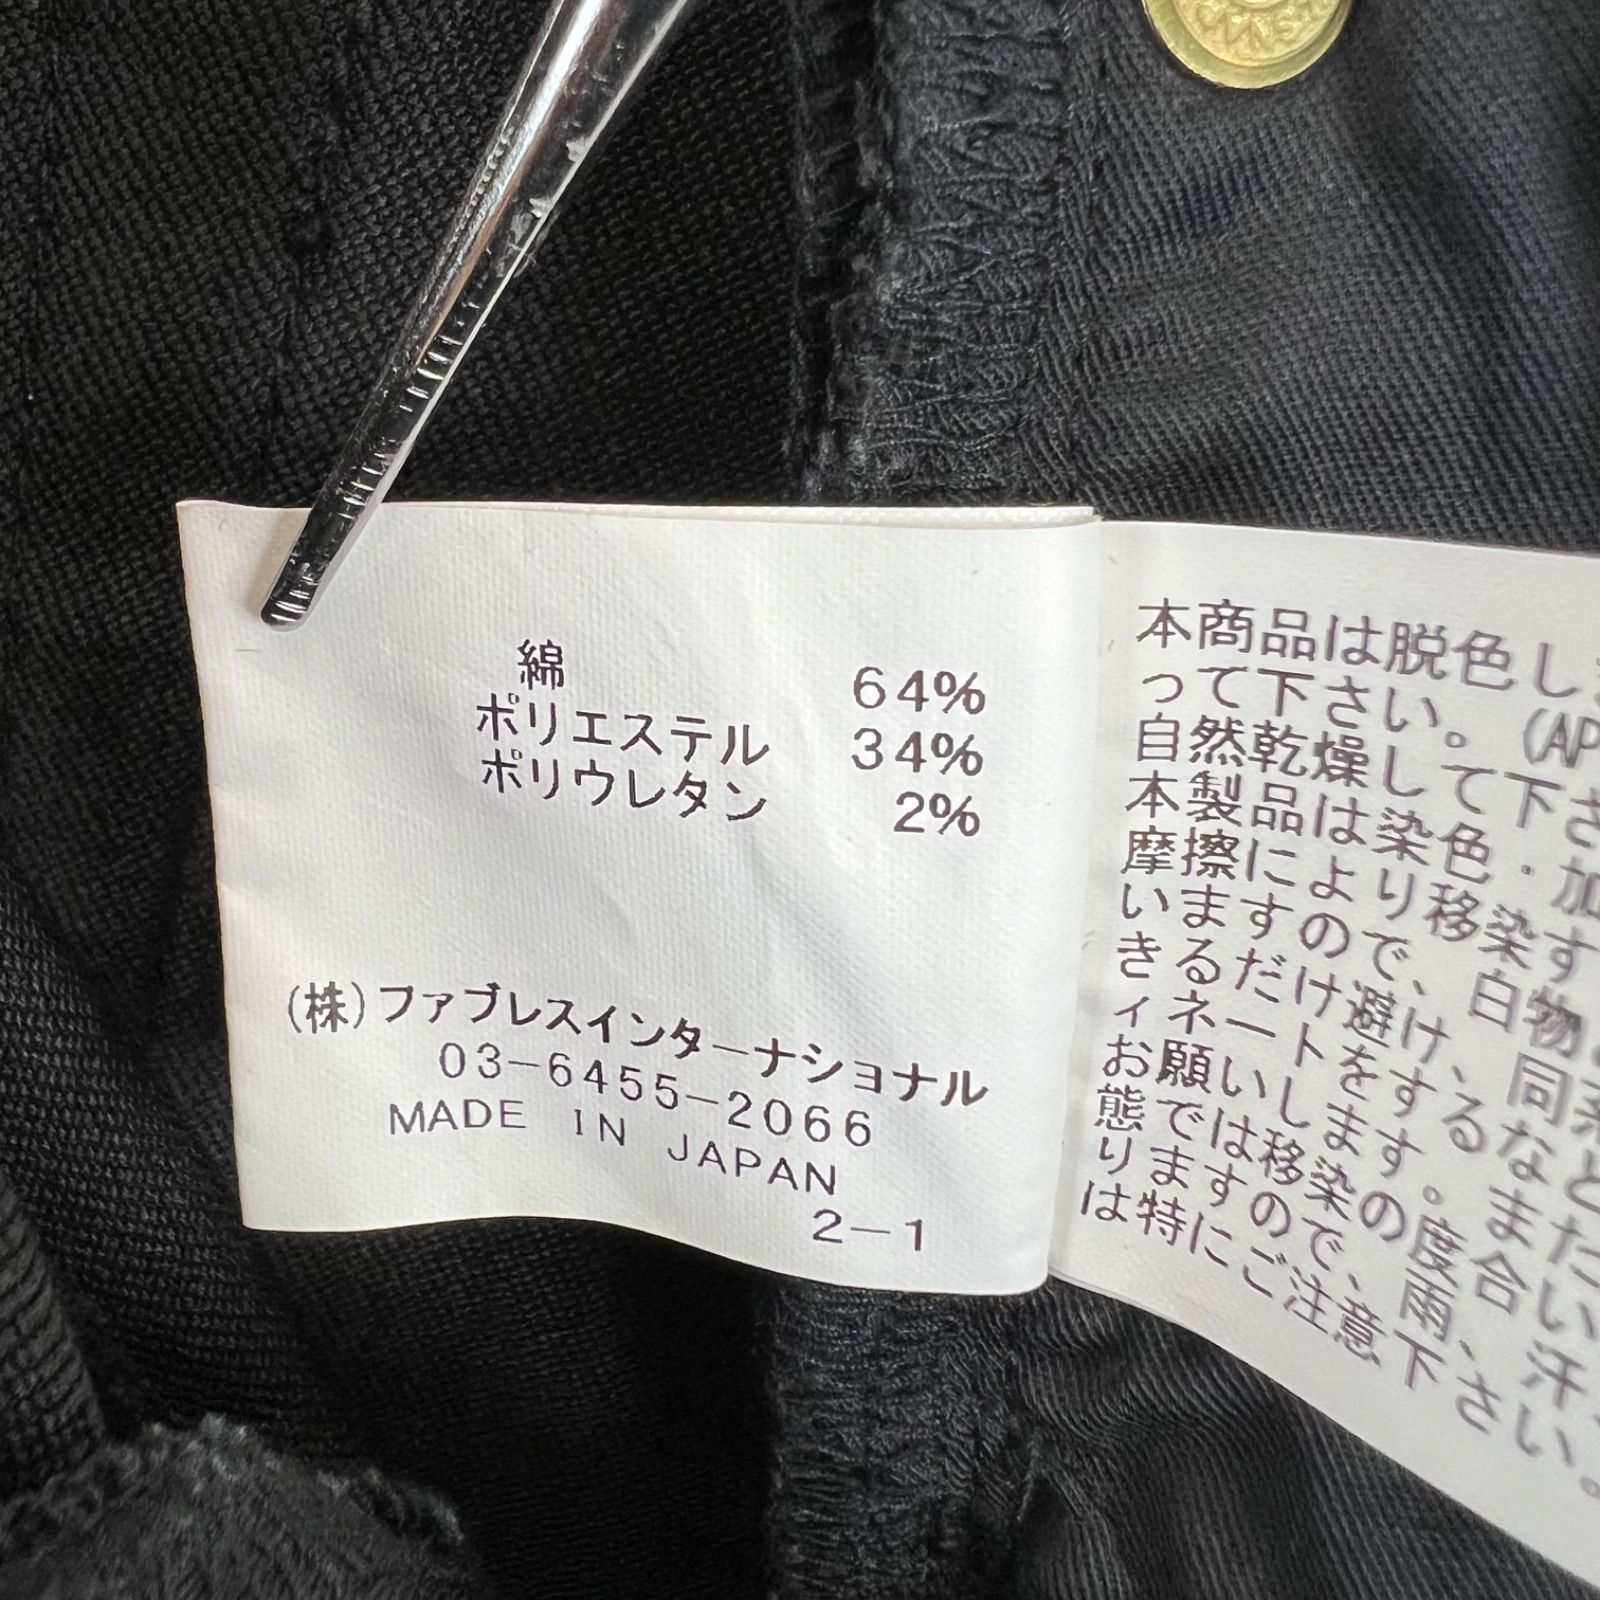 綿 64%
ポリエステル 34%
ポリウレタン 2%
(株)ファブレスインターナショナル
03-6455-2066
MADE IN JAPAN
2-1
本商品は脱色し
って下さい。(AP
自然乾燥して下さ
本製品は染色・加
摩擦により移染す
いますので、白物
きるだけ避け、同系
ィネートをするなど
お願いします。また
態では移染の度合い
りますので、雨、汗
は特にご注意下さい。